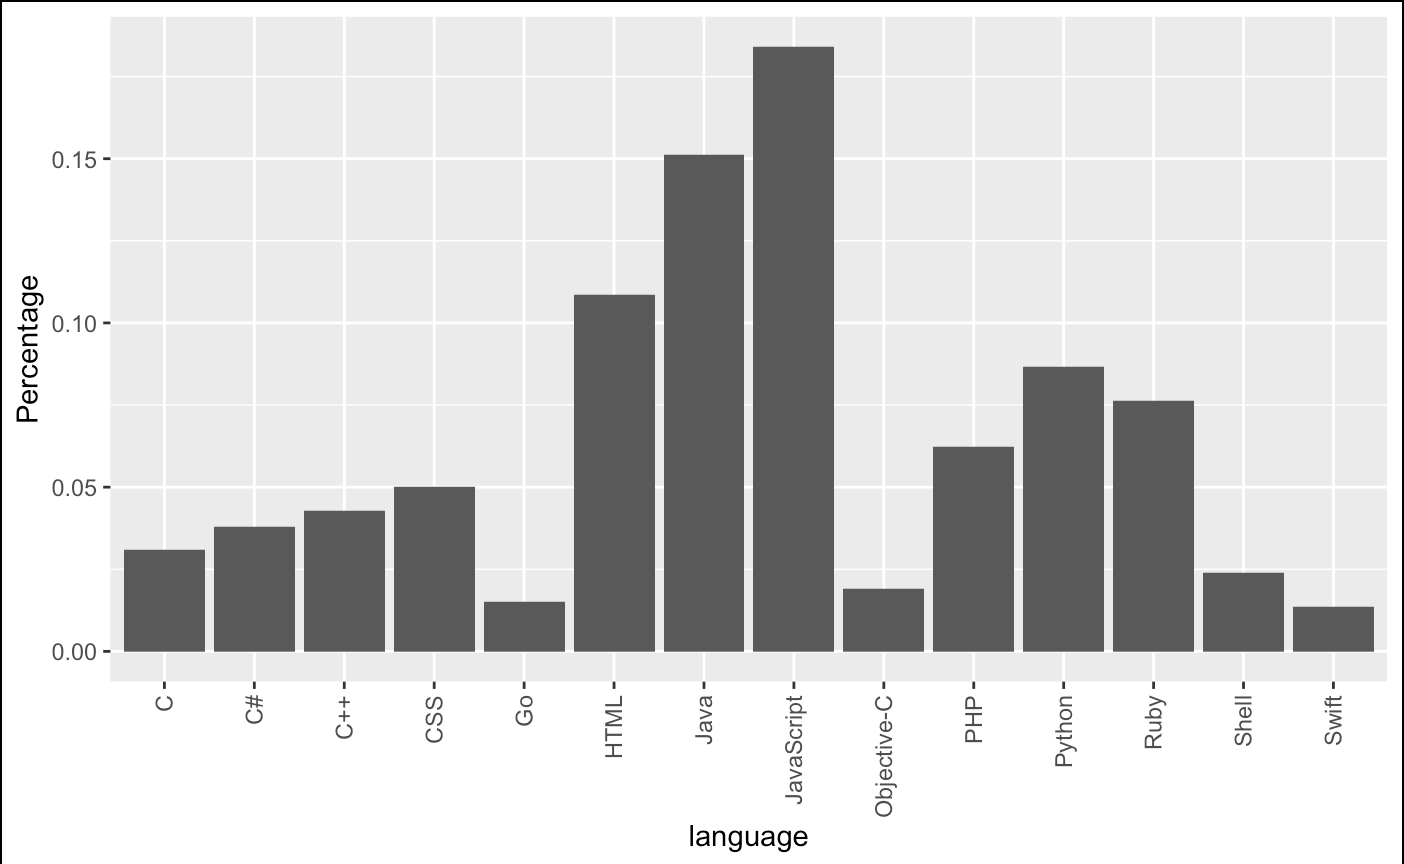 Percentage
0.15
0.10
0.05
0.00
C
C#
C++
CSS
Go
HTML
Java
JavaScript
Objective-C
PHP
Python
Ruby
Shell
Swift
language